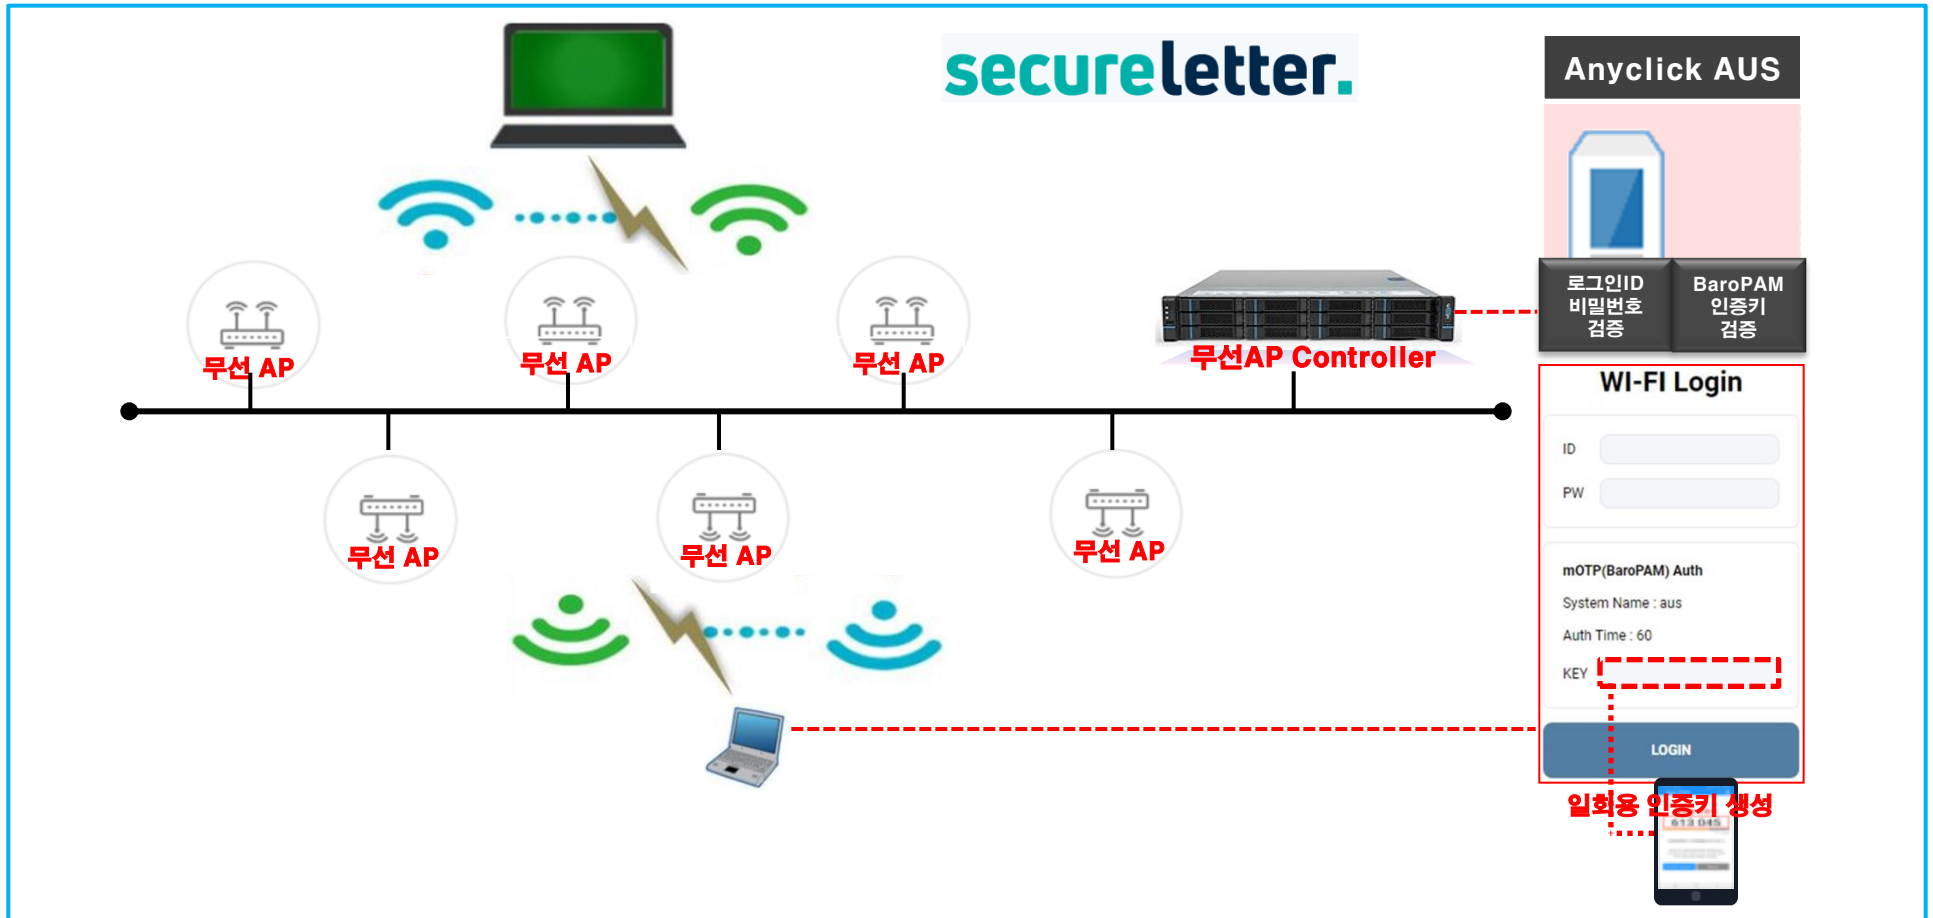 secureletter.
Anyclick AUS
로그인ID
비밀번호
검증
BaroPAM
인증키
검증
무선 AP
무선 AP
무선 AP
무선AP Controller
무선 AP
무선 AP
무선 AP
WI-FI Login
ID
PW
mOTP(BaroPAM) Auth
System Name : aus
Auth Time : 60
KEY
LOGIN
일회용 인증키 생성
613 045